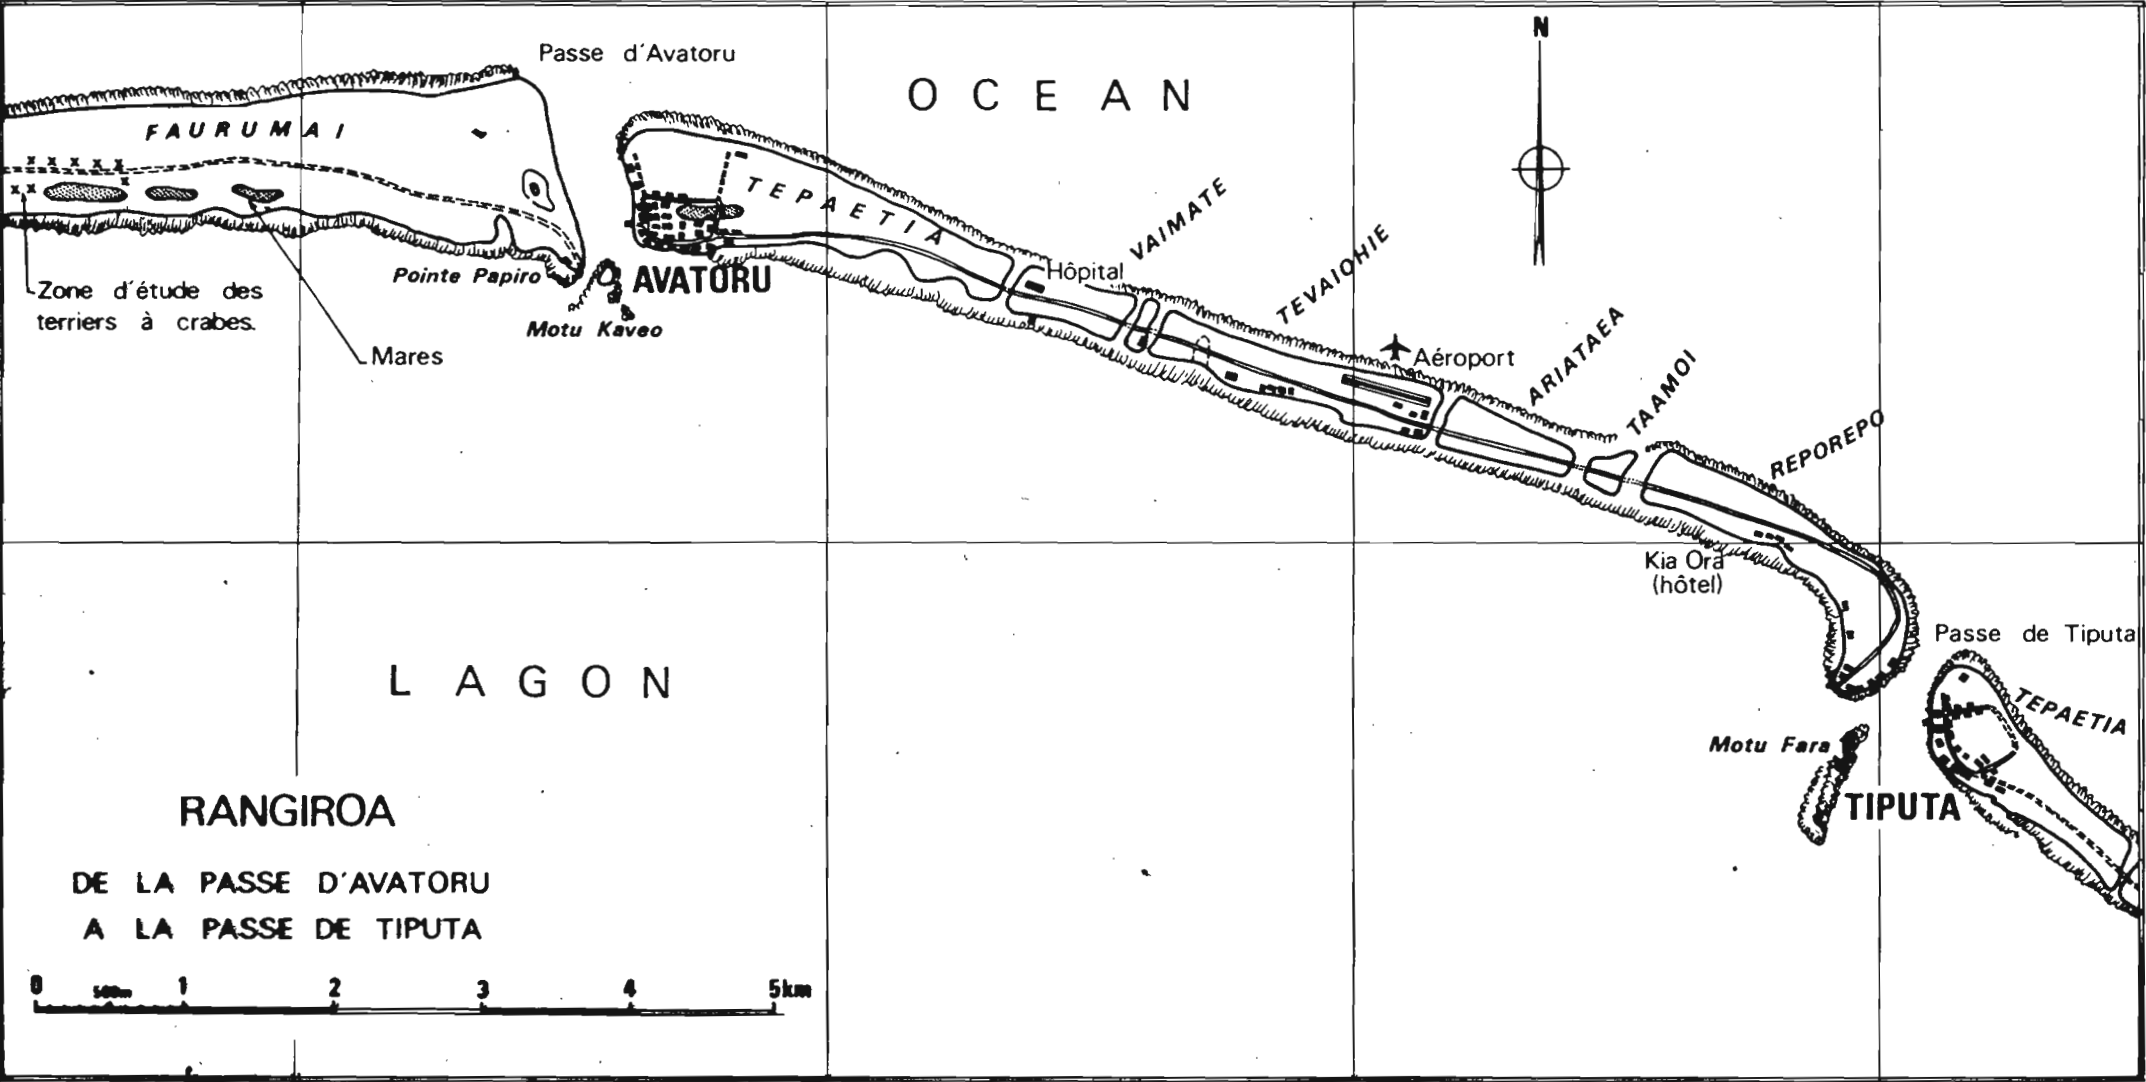 Passe d'Avatoru
N
OCEAN
FAURUMAI
TEPAETIA
VAIMATE
TEVAIOHIE
Hôpital
Pointe Papiro
AVATORU
Zone d'étude des
terriers à crabes.
Motu Kaveo
Mares
Aéroport
ARIATAEA
TAAMOI
REPOREPO
Kia Ora
(hôtel)
Passe de Tiputa
LAGON
TEPAETIA
Motu Fara
TIPUTA
RANGIROA
DE LA PASSE D'AVATORU
A LA PASSE DE TIPUTA
0 500m 1 2 3 4 5km